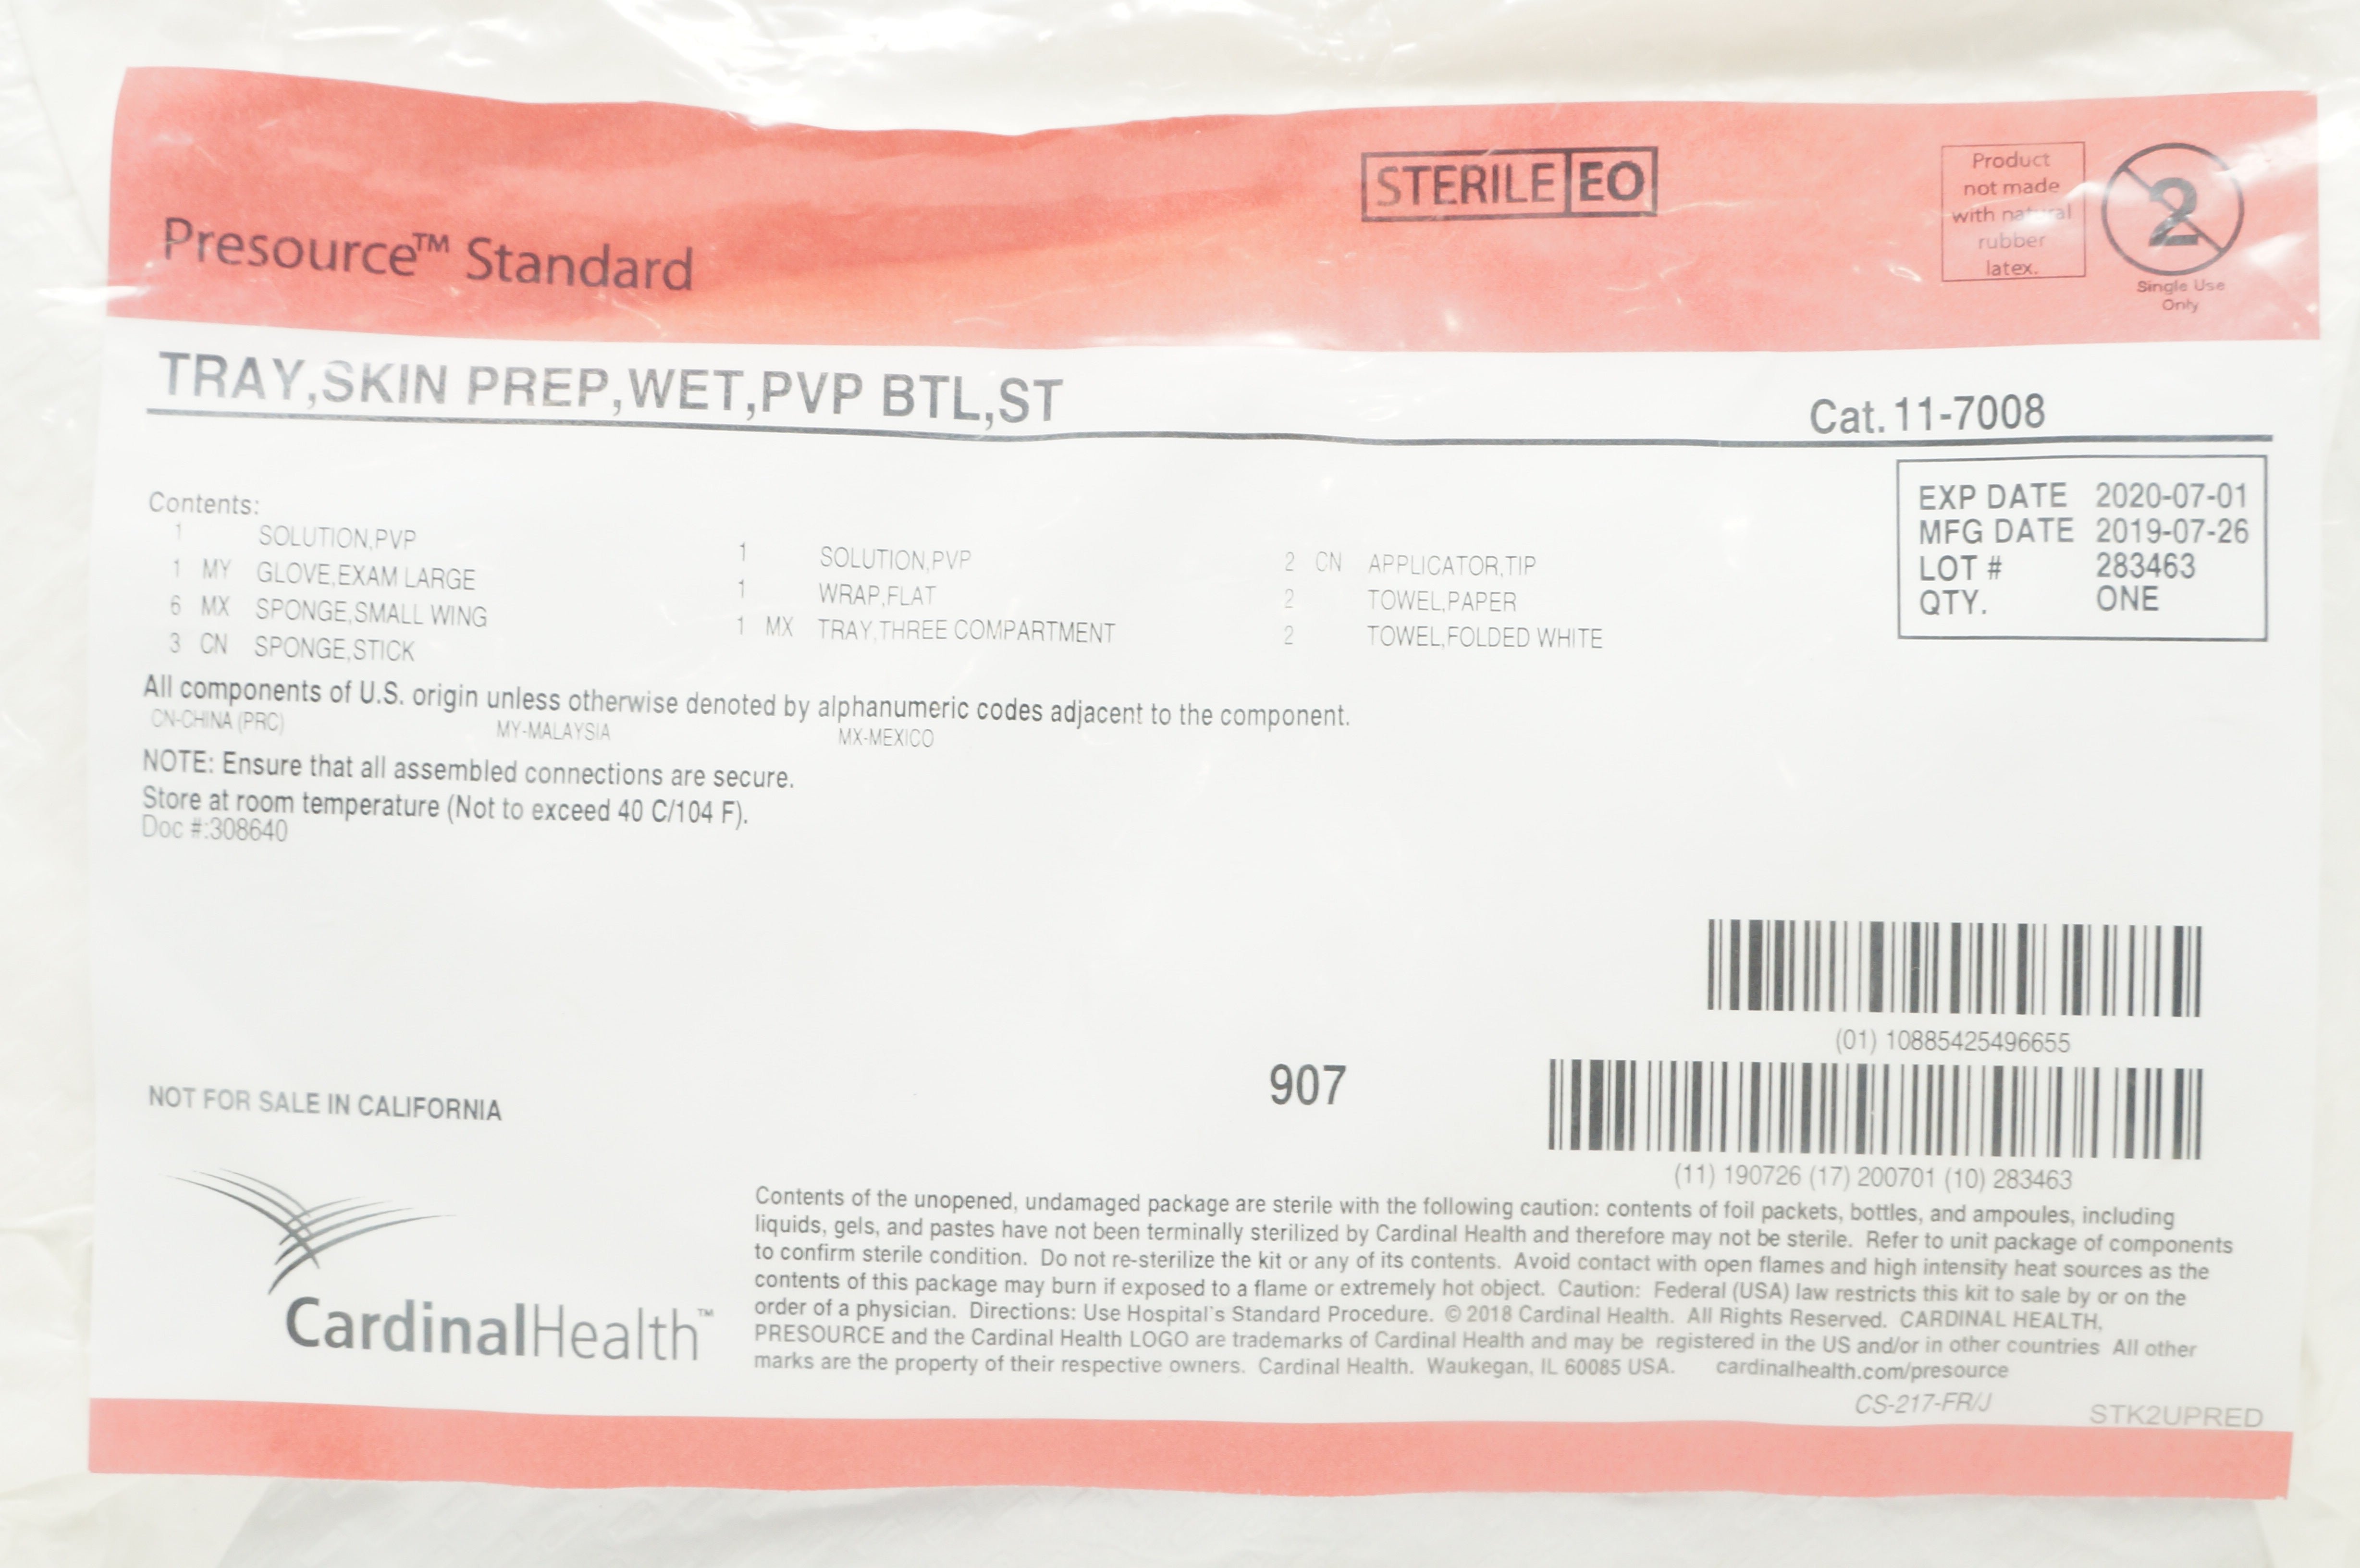 STERILE EO
Product
not made
with natural
rubber
latex.
2
Single Use
Only
Presource™ Standard
TRAY,SKIN PREP,WET,PVP BTL,ST
Cat. 11-7008
EXP DATE 2020-07-01
MFG DATE 2019-07-26
LOT # 283463
QTY. ONE
Contents:
1 SOLUTION,PVP
1 MY GLOVE,EXAM LARGE
6 MX SPONGE,SMALL WING
3 CN SPONGE,STICK
1 SOLUTION,PVP
1 WRAP,FLAT
1 MX TRAY,THREE COMPARTMENT
2 CN APPLICATOR,TIP
2 TOWEL,PAPER
2 TOWEL,FOLDED WHITE
All components of U.S. origin unless otherwise denoted by alphanumeric codes adjacent to the component.
CN-CHINA (PRC) MY-MALAYSIA MX-MEXICO
NOTE: Ensure that all assembled connections are secure.
Store at room temperature (Not to exceed 40 C/104 F).
Doc #:308640
(01) 10885425496655
907
NOT FOR SALE IN CALIFORNIA
(11) 190726 (17) 200701 (10) 283463
CardinalHealth™
Contents of the unopened, undamaged package are sterile with the following caution: contents of foil packets, bottles, and ampoules, including
liquids, gels, and pastes have not been terminally sterilized by Cardinal Health and therefore may not be sterile. Refer to unit package of components
to confirm sterile condition. Do not re-sterilize the kit or any of its contents. Avoid contact with open flames and high intensity heat sources as the
contents of this package may burn if exposed to a flame or extremely hot object. Caution: Federal (USA) law restricts this kit to sale by or on the
order of a physician. Directions: Use Hospital's Standard Procedure. © 2018 Cardinal Health. All Rights Reserved. CARDINAL HEALTH,
PRESOURCE and the Cardinal Health LOGO are trademarks of Cardinal Health and may be registered in the US and/or in other countries All other
marks are the property of their respective owners. Cardinal Health. Waukegan, IL 60085 USA. cardinalhealth.com/presource
CS-217-FR/J
STK2UPRED